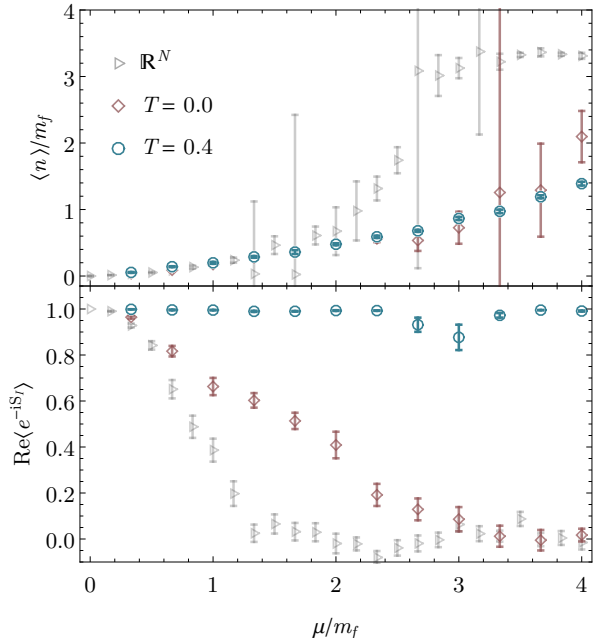 4
3
2
1
0
⟨n⟩/m_f
ℝ^N
T = 0.0
T = 0.4
1.0
0.8
0.6
0.4
0.2
0.0
Re⟨e^{-iS_I}⟩
0 1 2 3 4
μ/m_f